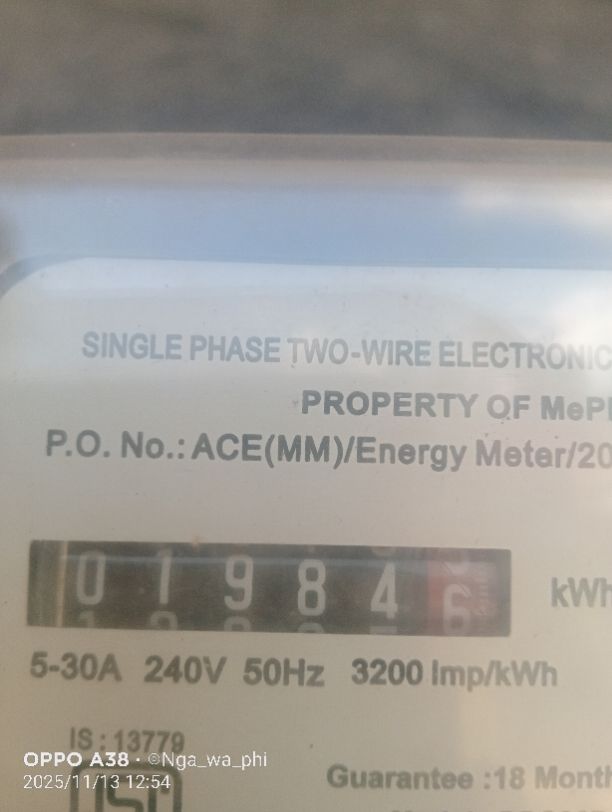 SINGLE PHASE TWO-WIRE ELECTRONIC
PROPERTY OF MePD
P.O. No.: ACE(MM)/Energy Meter/20
0 1 9 8 4 6 kWh
5-30A 240V 50Hz 3200 Imp/kWh
IS : 13779
Guarantee :18 Month
OPPO A38 · ©Nga_wa_phi
2025/11/13 12:54